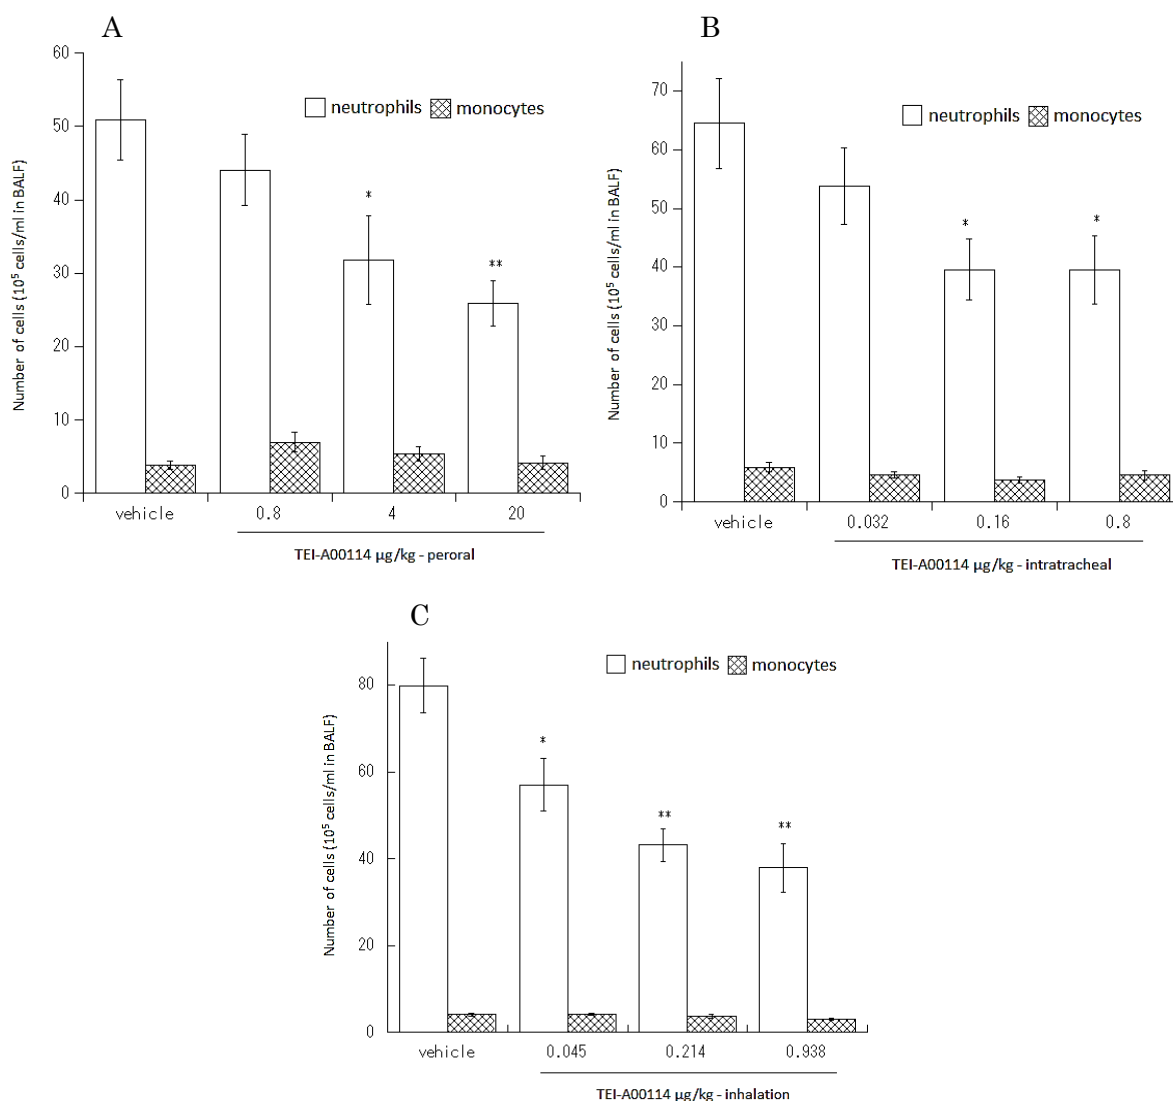 A
Number of cells (10⁵ cells/ml in BALF)
60
50
40
30
20
10
0
neutrophils monocytes
*
**
vehicle 0.8 4 20
TEI-A00114 µg/kg - peroral
B
Number of cells (10⁵ cells/ml in BALF)
70
60
50
40
30
20
10
0
neutrophils monocytes
*
*
vehicle 0.032 0.16 0.8
TEI-A00114 µg/kg - intratracheal
C
Number of cells (10⁵ cells/ml in BALF)
80
60
40
20
0
neutrophils monocytes
*
**
**
vehicle 0.045 0.214 0.938
TEI-A00114 µg/kg - inhalation